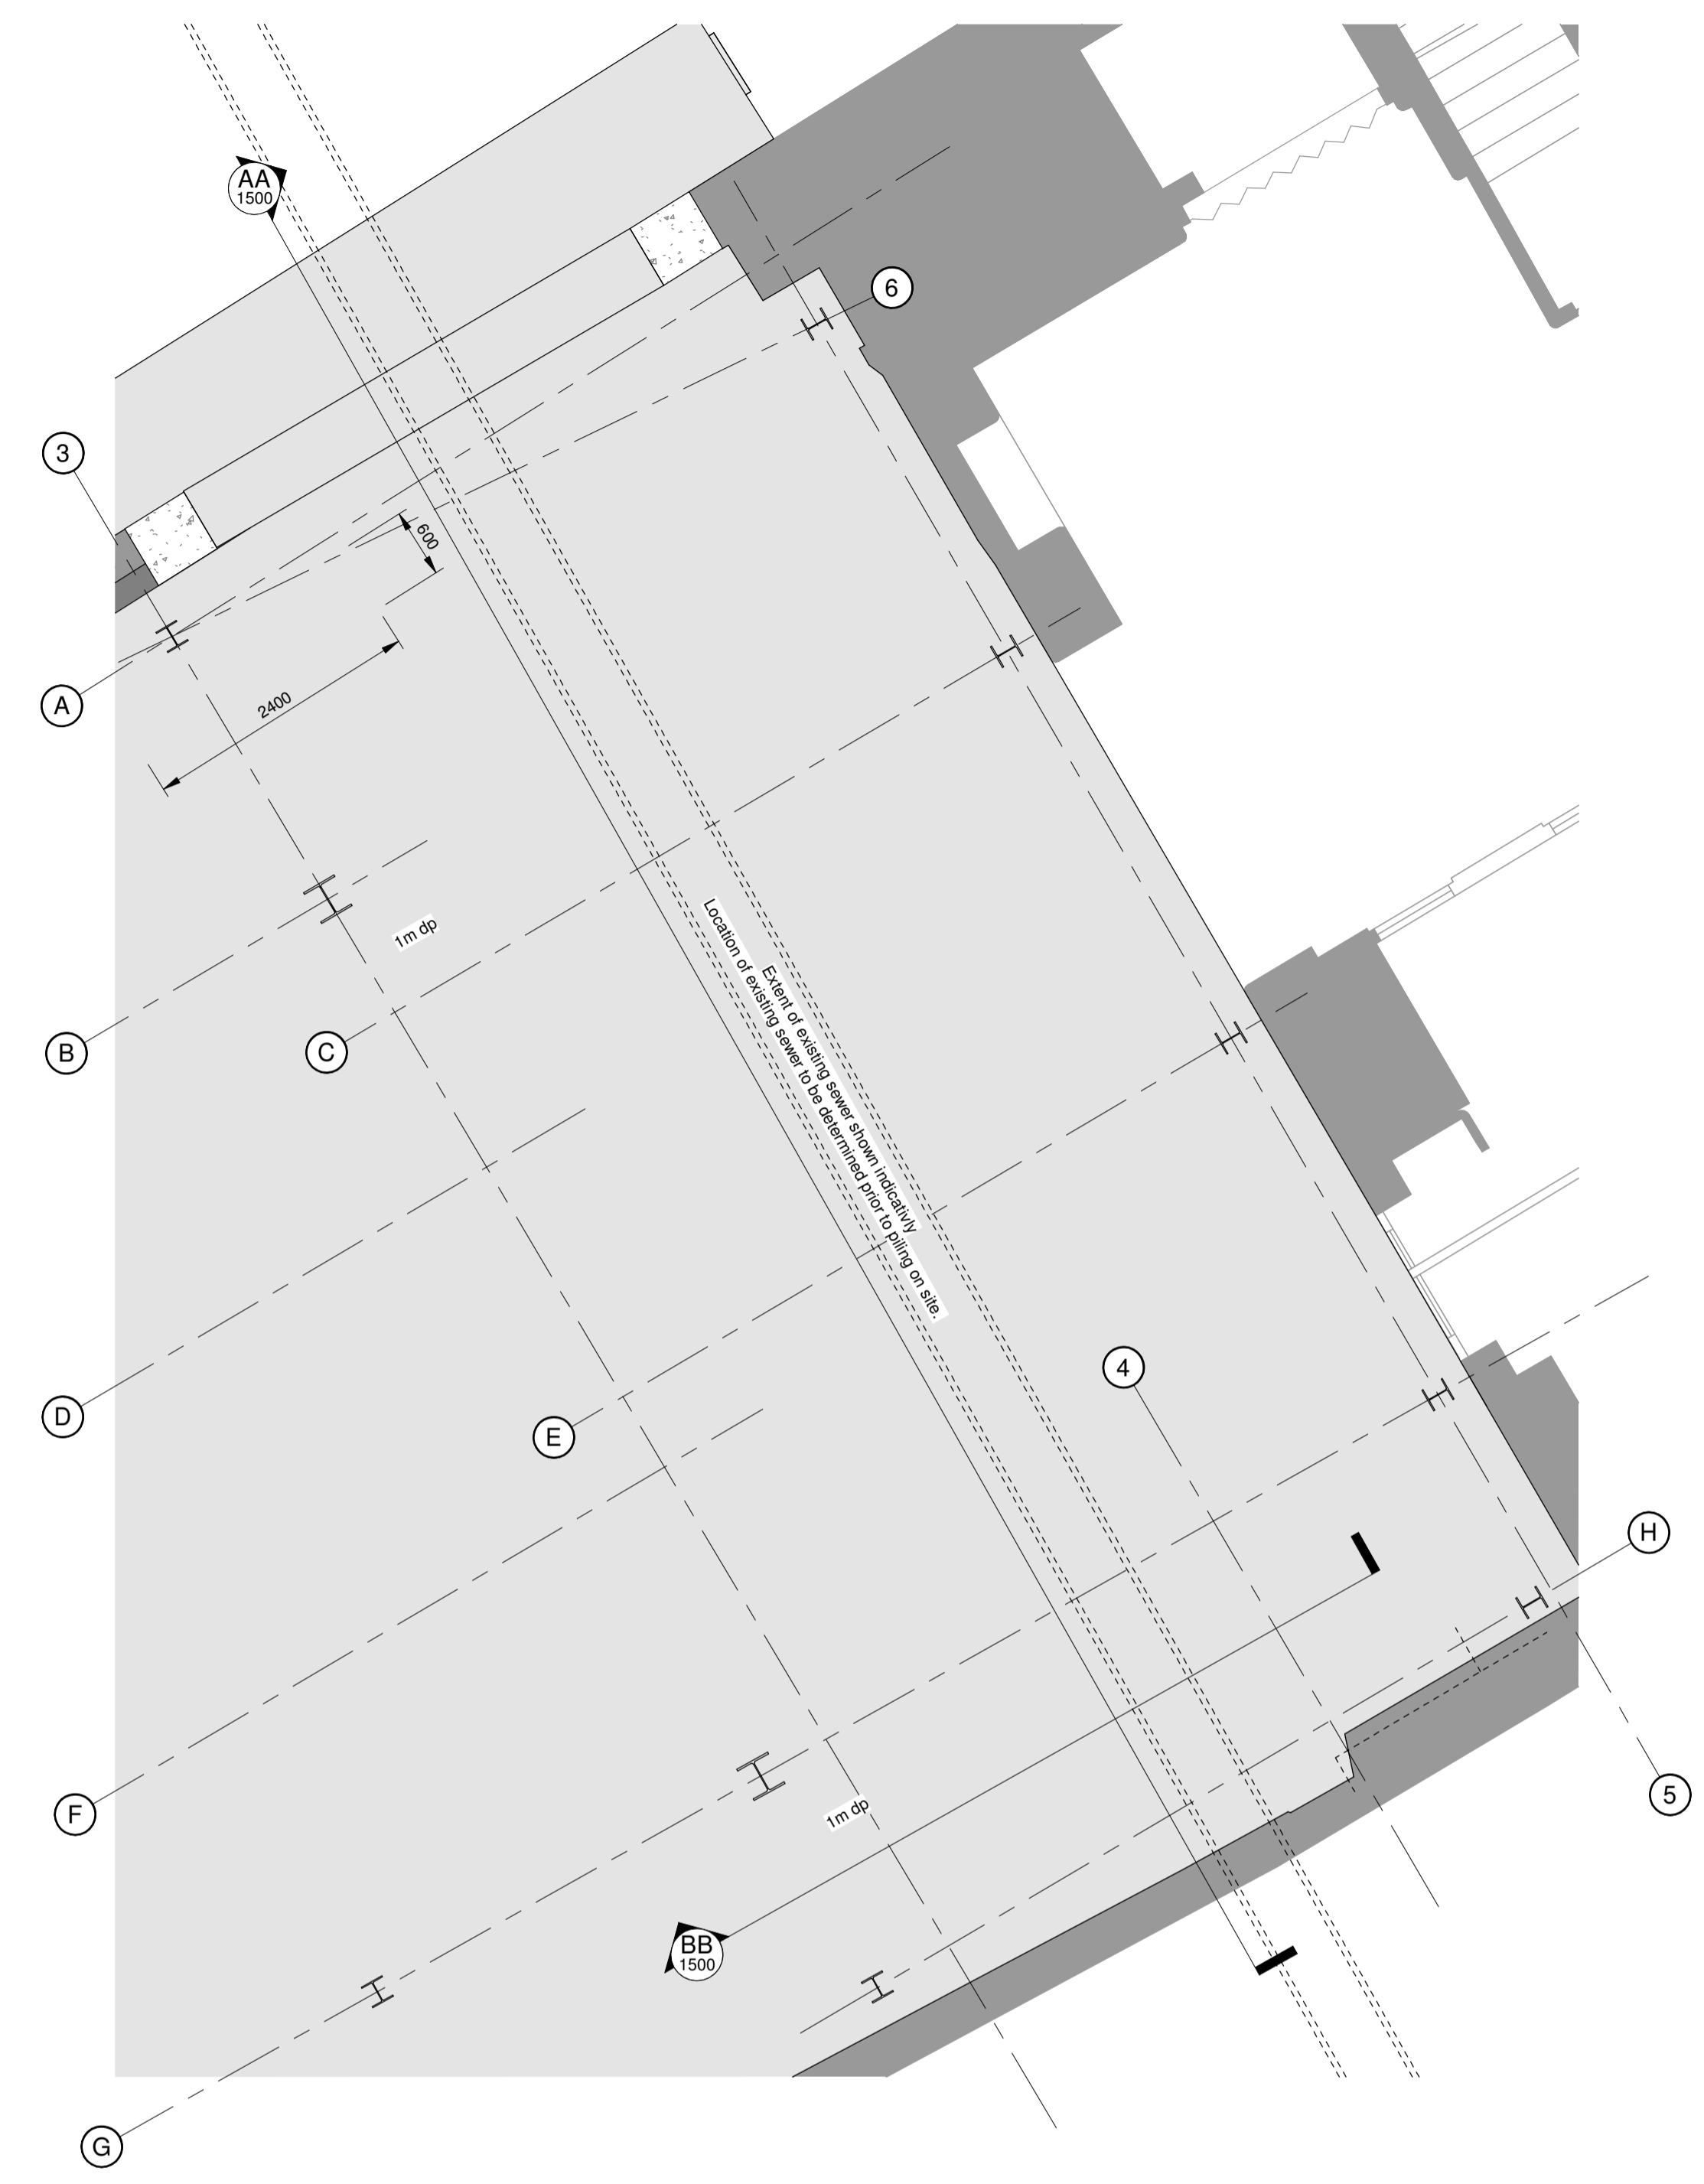 AA
1500
6
3
600
A
2400
1m dp
B
C
Extent of existing sewer shown indicativly
Location of existing sewer to be determined prior to piling on site.
4
D
E
H
5
F
1m dp
BB
1500
G